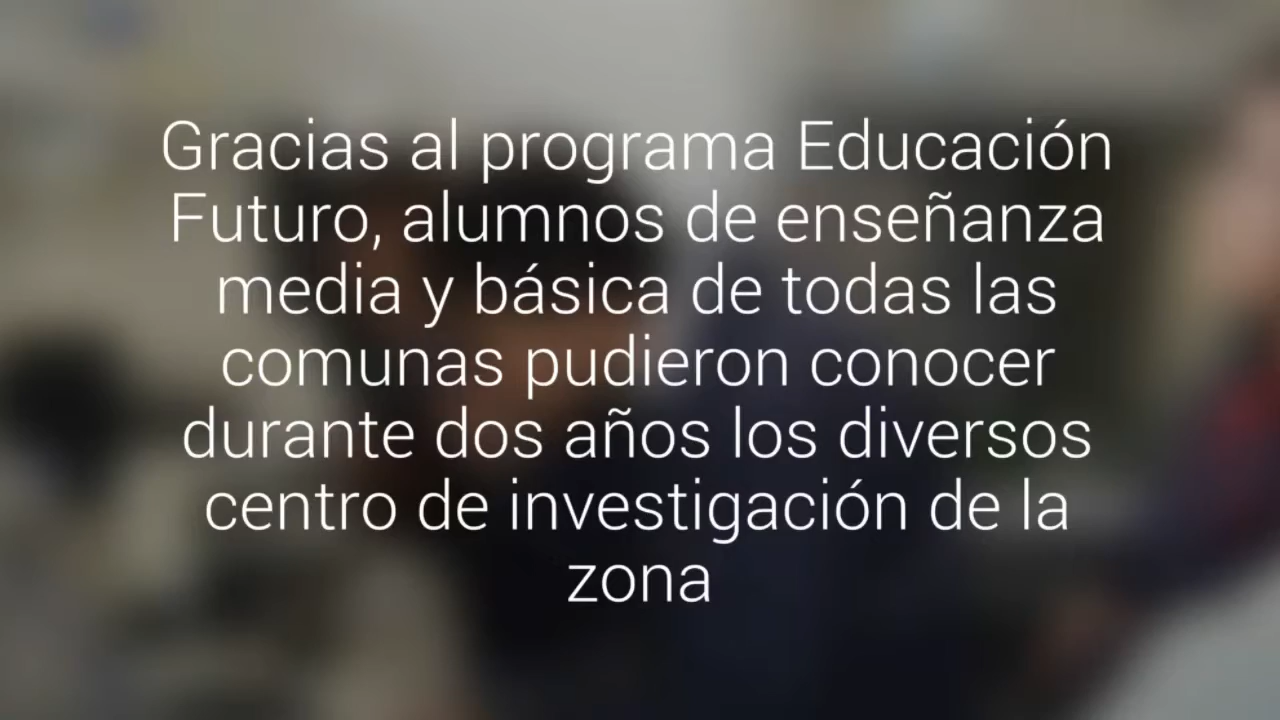 Gracias al programa Educación
Futuro, alumnos de enseñanza
media y básica de todas las
comunas pudieron conocer
durante dos años los diversos
centro de investigación de la
zona